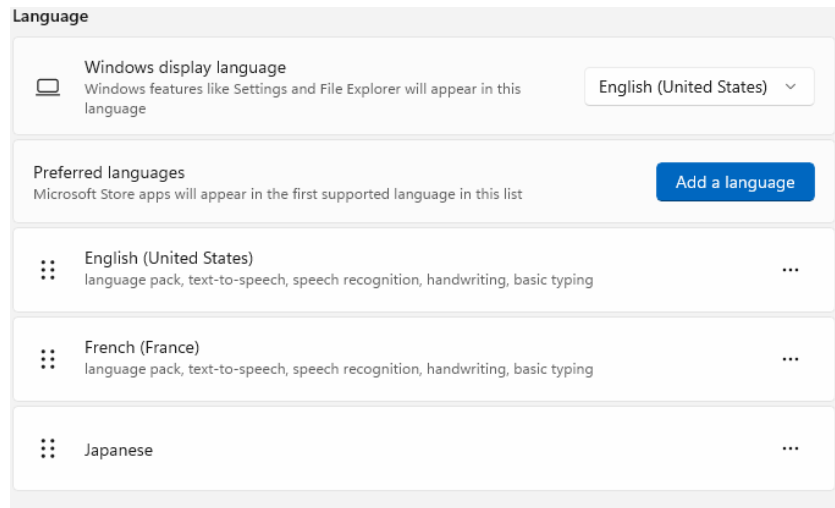 Language
Windows display language
Windows features like Settings and File Explorer will appear in this
language
English (United States)
Preferred languages
Microsoft Store apps will appear in the first supported language in this list
Add a language
English (United States)
language pack, text-to-speech, speech recognition, handwriting, basic typing
French (France)
language pack, text-to-speech, speech recognition, handwriting, basic typing
Japanese